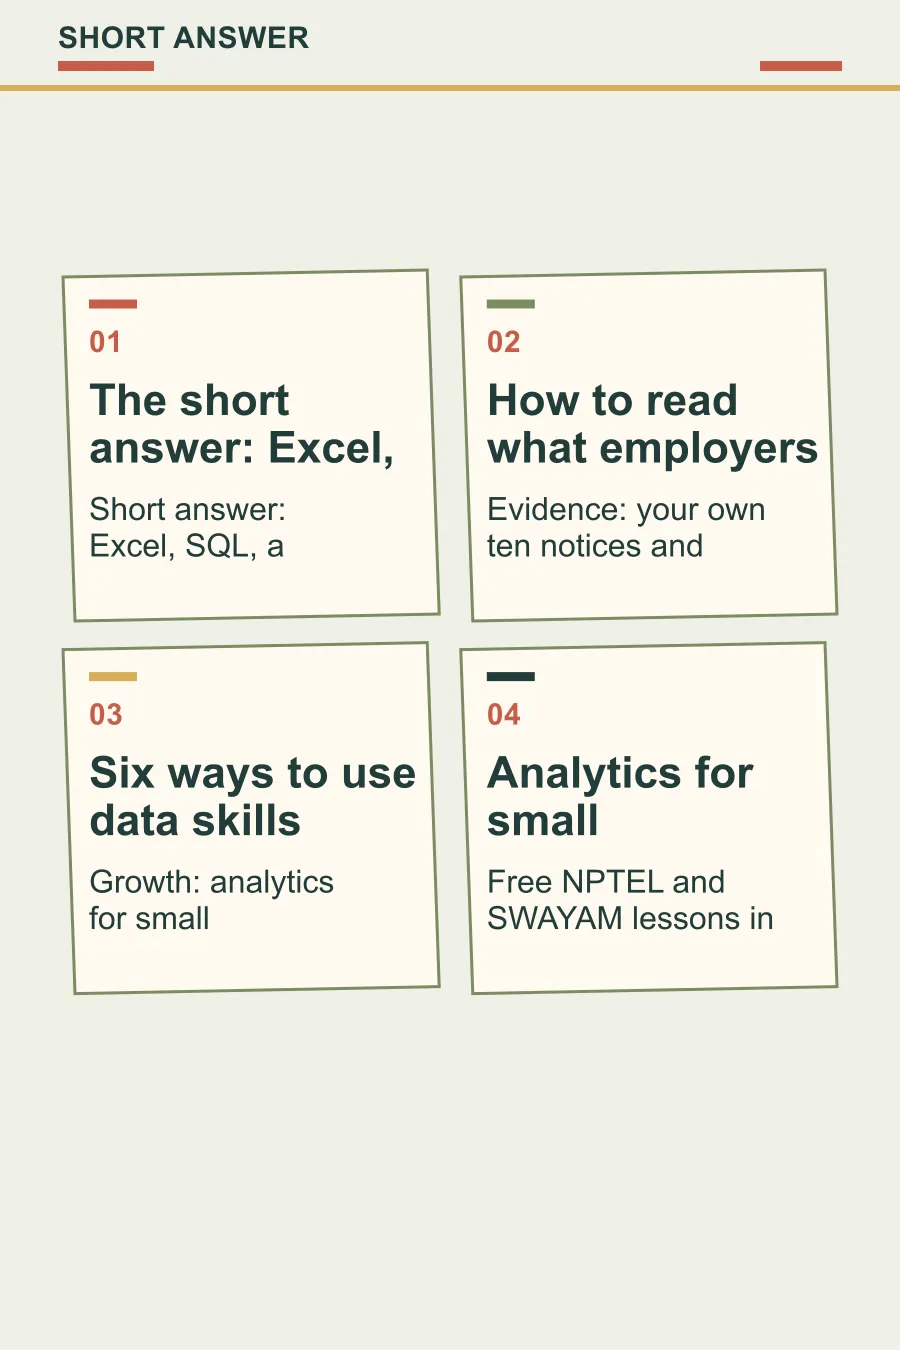 SHORT ANSWER
01
The short
answer: Excel,
Short answer:
Excel, SQL, a
02
How to read
what employers
Evidence: your own
ten notices and
03
Six ways to use
data skills
Growth: analytics
for small
04
Analytics for
small
Free NPTEL and
SWAYAM lessons in